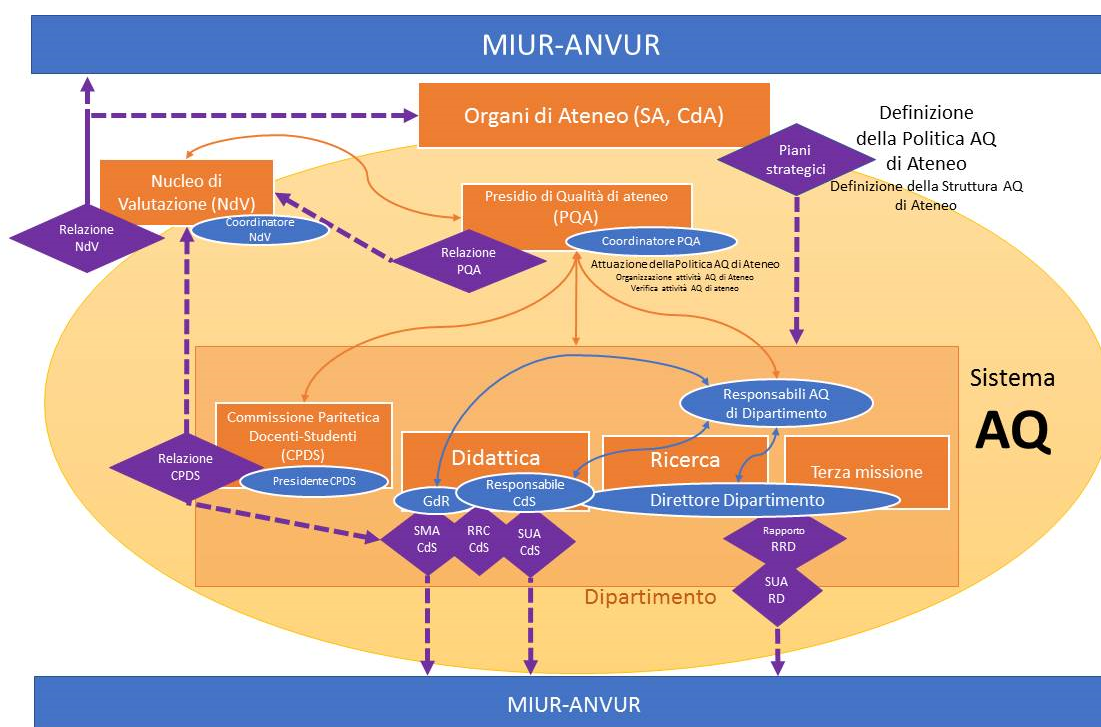 MIUR-ANVUR
Organi di Ateneo (SA, CdA)
Definizione
della Politica AQ
di Ateneo
Definizione della Struttura AQ
di Ateneo
Piani
strategici
Nucleo di
Valutazione (NdV)
Coordinatore
NdV
Relazione
NdV
Presidio di Qualità di ateneo
(PQA)
Coordinatore PQA
Relazione
PQA
Attuazione dellaPolitica AQ di Ateneo
Organizzazione attività AQ di Ateneo
Verifica attività AQ di ateneo
Sistema
AQ
Responsabili AQ
di Dipartimento
Commissione Paritetica
Docenti-Studenti
(CPDS)
Presidente CPDS
Relazione
CPDS
Didattica
Ricerca
Terza missione
GdR
Responsabile
CdS
Direttore Dipartimento
SMA
CdS
RRC
CdS
SUA
CdS
Rapporto
RRD
SUA
RD
Dipartimento
MIUR-ANVUR